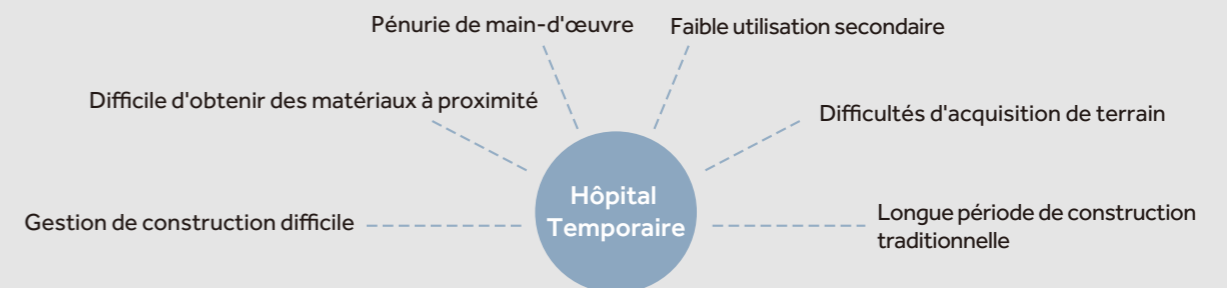 Pénurie de main-d'œuvre
Faible utilisation secondaire
Difficile d'obtenir des matériaux à proximité
Difficultés d'acquisition de terrain
Hôpital
Temporaire
Gestion de construction difficile
Longue période de construction
traditionnelle